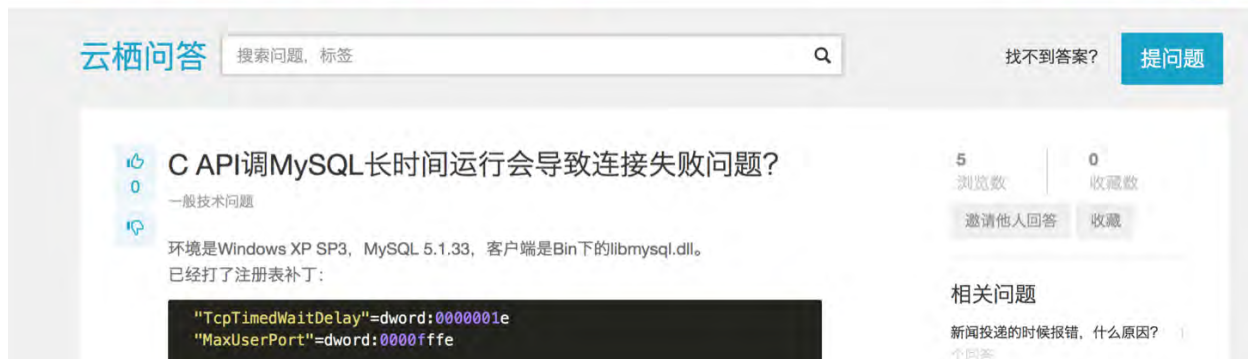 云栖问答
搜索问题，标签
找不到答案?
提问题
0
C API调MySQL长时间运行会导致连接失败问题?
一般技术问题
环境是Windows XP SP3，MySQL 5.1.33，客户端是Bin下的libmysql.dll。
已经打了注册表补丁：
"TcpTimedWaitDelay"=dword:0000001e
"MaxUserPort"=dword:0000fffe
5
浏览数
0
收藏数
邀请他人回答
收藏
相关问题
新闻投递的时候报错，什么原因?
个回答